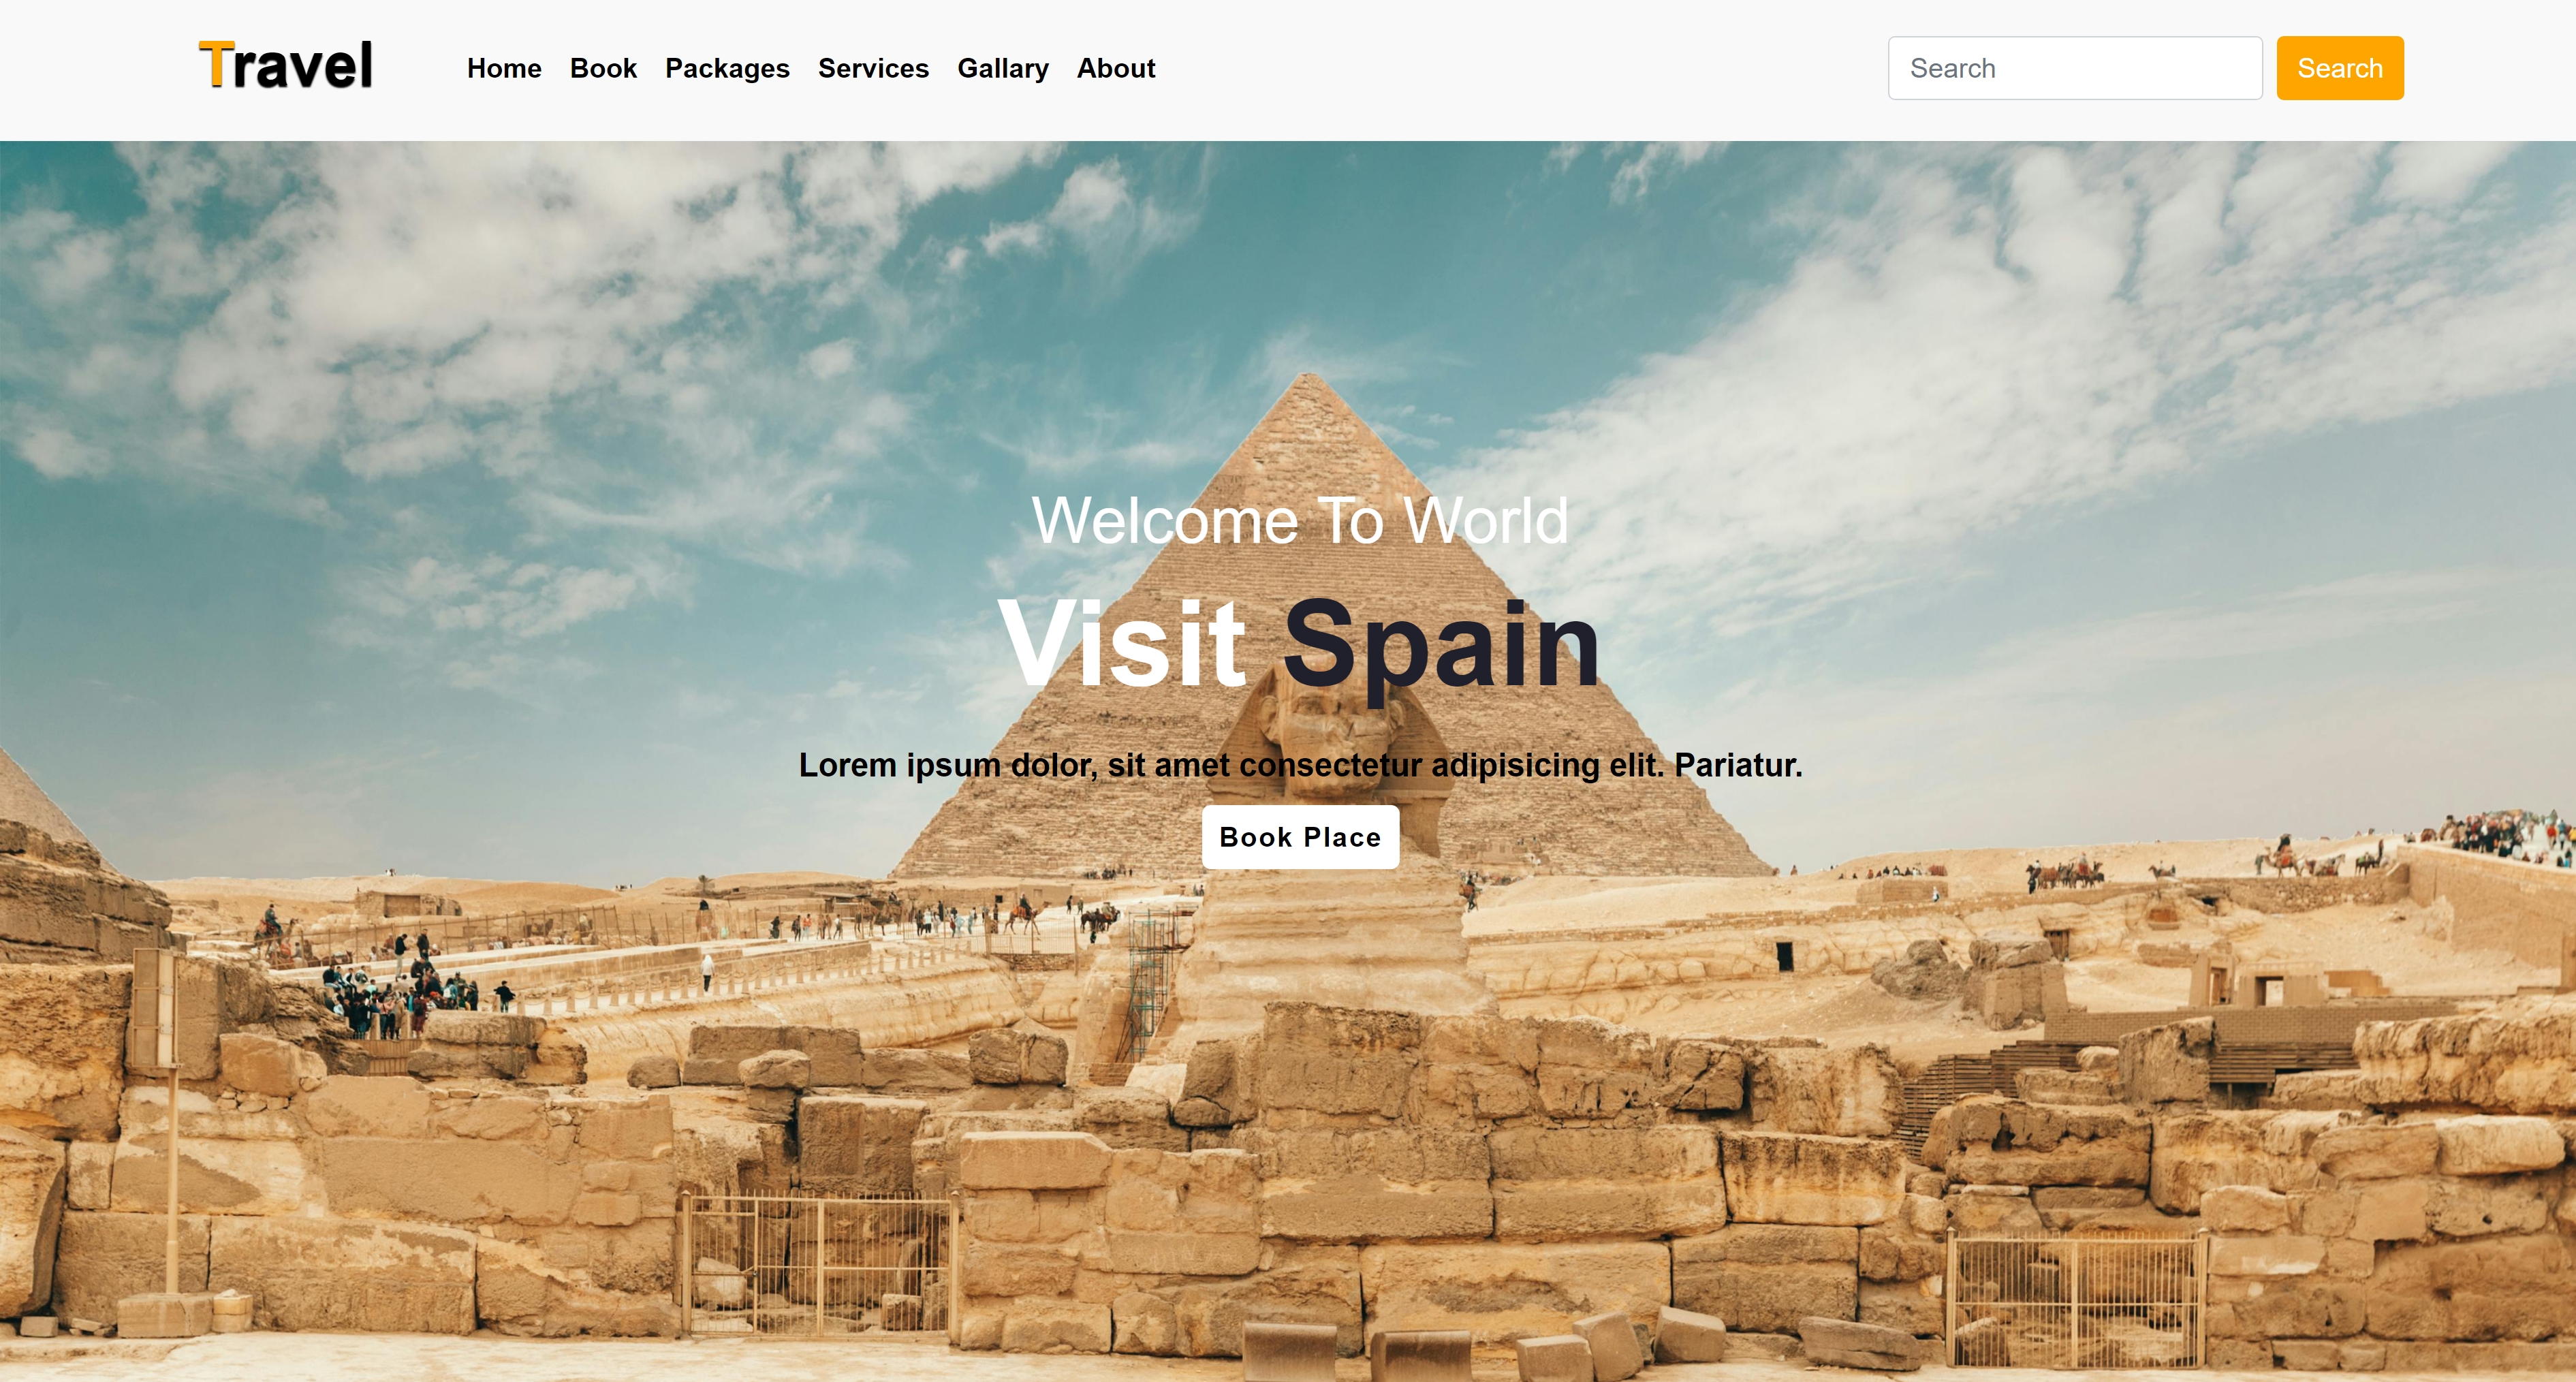 Travel
Home Book Packages Services Gallary About
Search Search
Welcome To World
Visit Spain
Lorem ipsum dolor, sit amet consectetur adipisicing elit. Pariatur.
Book Place